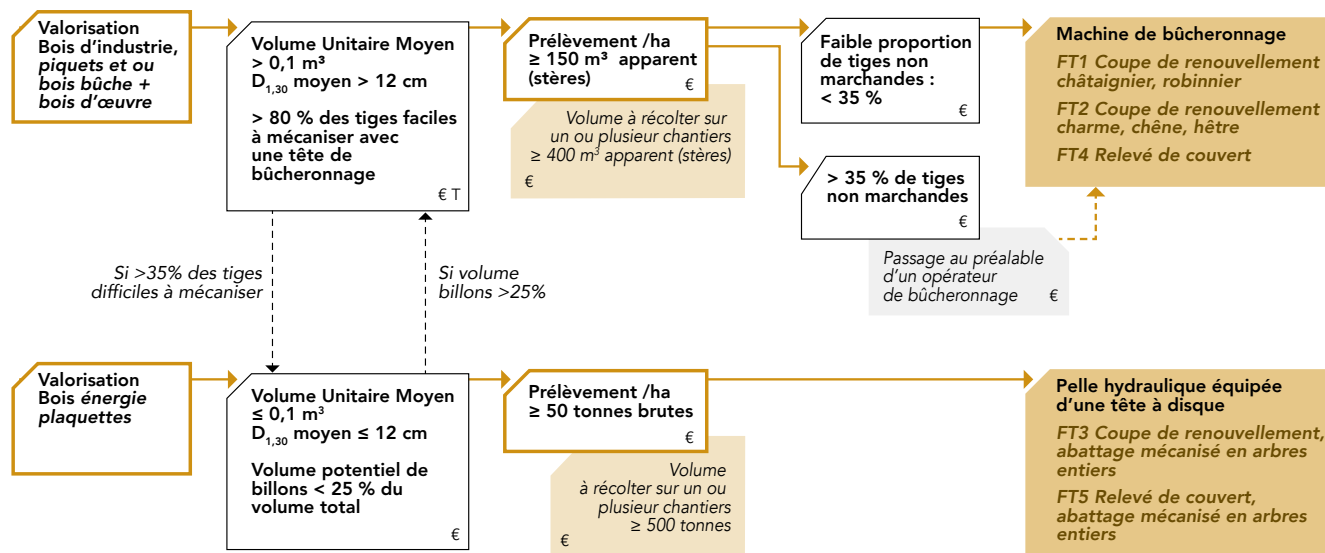 Valorisation
Bois d'industrie,
piquets et ou
bois bûche +
bois d'œuvre
Volume Unitaire Moyen
> 0,1 m³
D1,30 moyen > 12 cm
> 80 % des tiges faciles
à mécaniser avec
une tête de
bûcheronnage
€ T
Prélèvement /ha
≥ 150 m³ apparent
(stères)
€
Volume à récolter sur
un ou plusieur chantiers
≥ 400 m³ apparent (stères)
€
Faible proportion
de tiges non
marchandes :
< 35 %
€
> 35 % de tiges
non marchandes
€
Passage au préalable
d'un opérateur
de bûcheronnage €
Machine de bûcheronnage
FT1 Coupe de renouvellement
châtaignier, robinnier
FT2 Coupe de renouvellement
charme, chêne, hêtre
FT4 Relevé de couvert
Si >35% des tiges
difficiles à mécaniser
Si volume
billons >25%
Valorisation
Bois énergie
plaquettes
Volume Unitaire Moyen
≤ 0,1 m³
D1,30 moyen ≤ 12 cm
Volume potentiel de
billons < 25 % du
volume total
€
Prélèvement /ha
≥ 50 tonnes brutes
€
Volume
à récolter sur un ou
plusieur chantiers
≥ 500 tonnes
€
Pelle hydraulique équipée
d'une tête à disque
FT3 Coupe de renouvellement,
abattage mécanisé en arbres
entiers
FT5 Relevé de couvert,
abattage mécanisé en arbres
entiers